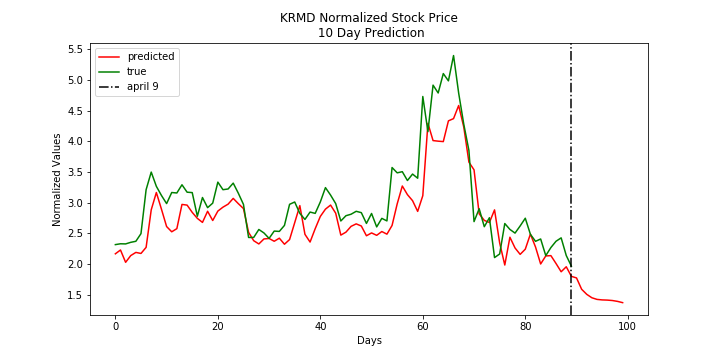 KRMD Normalized Stock Price
10 Day Prediction
predicted
true
april 9
Normalized Values
5.5
5.0
4.5
4.0
3.5
3.0
2.5
2.0
1.5
0
20
40
60
80
100
Days